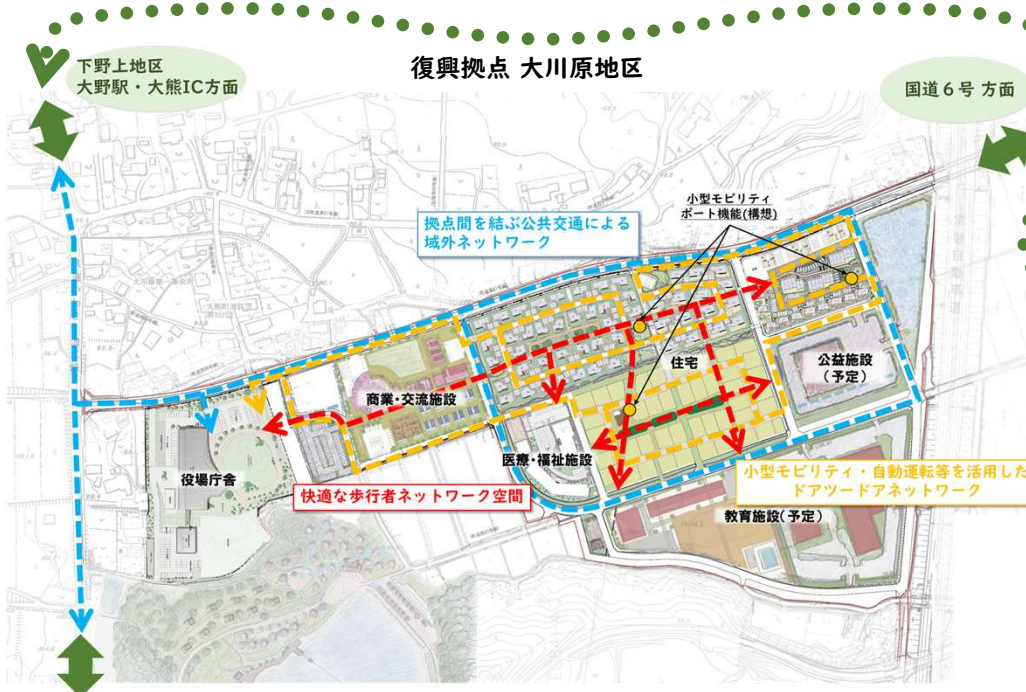 下野上地区
大野駅・大熊IC方面
復興拠点 大川原地区
国道6号 方面
小型モビリティ
ポート機能(構想)
拠点間を結ぶ公共交通による
域外ネットワーク
住宅
公益施設
(予定)
商業・交流施設
医療・福祉施設
役場庁舎
小型モビリティ・自動運転等を活用した
ドアツードアネットワーク
快適な歩行者ネットワーク空間
教育施設(予定)